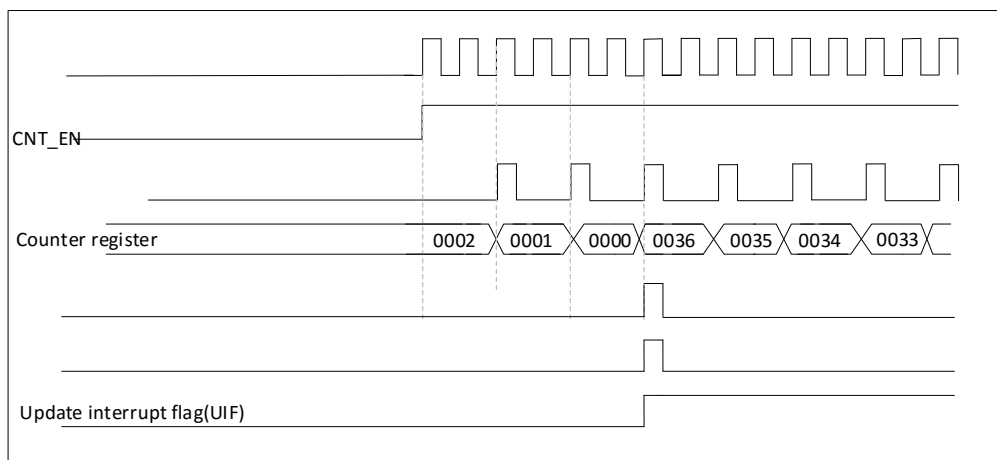 CNT_EN
Counter register 0002 0001 0000 0036 0035 0034 0033
Update interrupt flag(UIF)